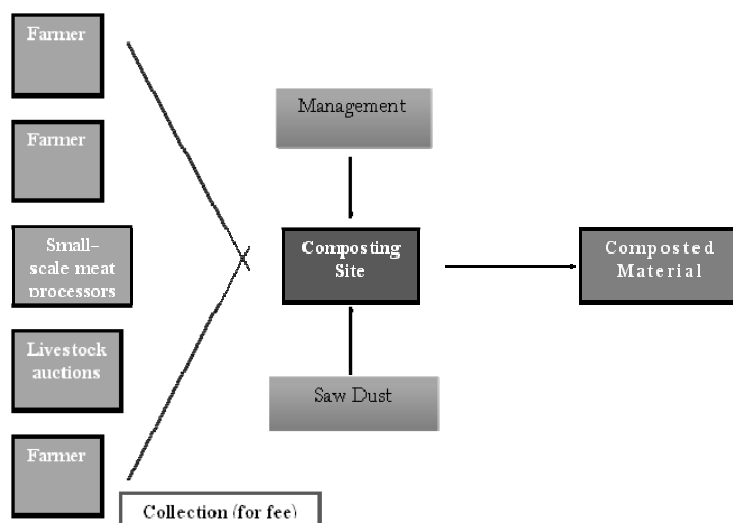 Farmer
Farmer
Small–
scale meat
processors
Livestock
auctions
Farmer
Collection (for fee)
Management
Composting
Site
Saw Dust
Composted
Material